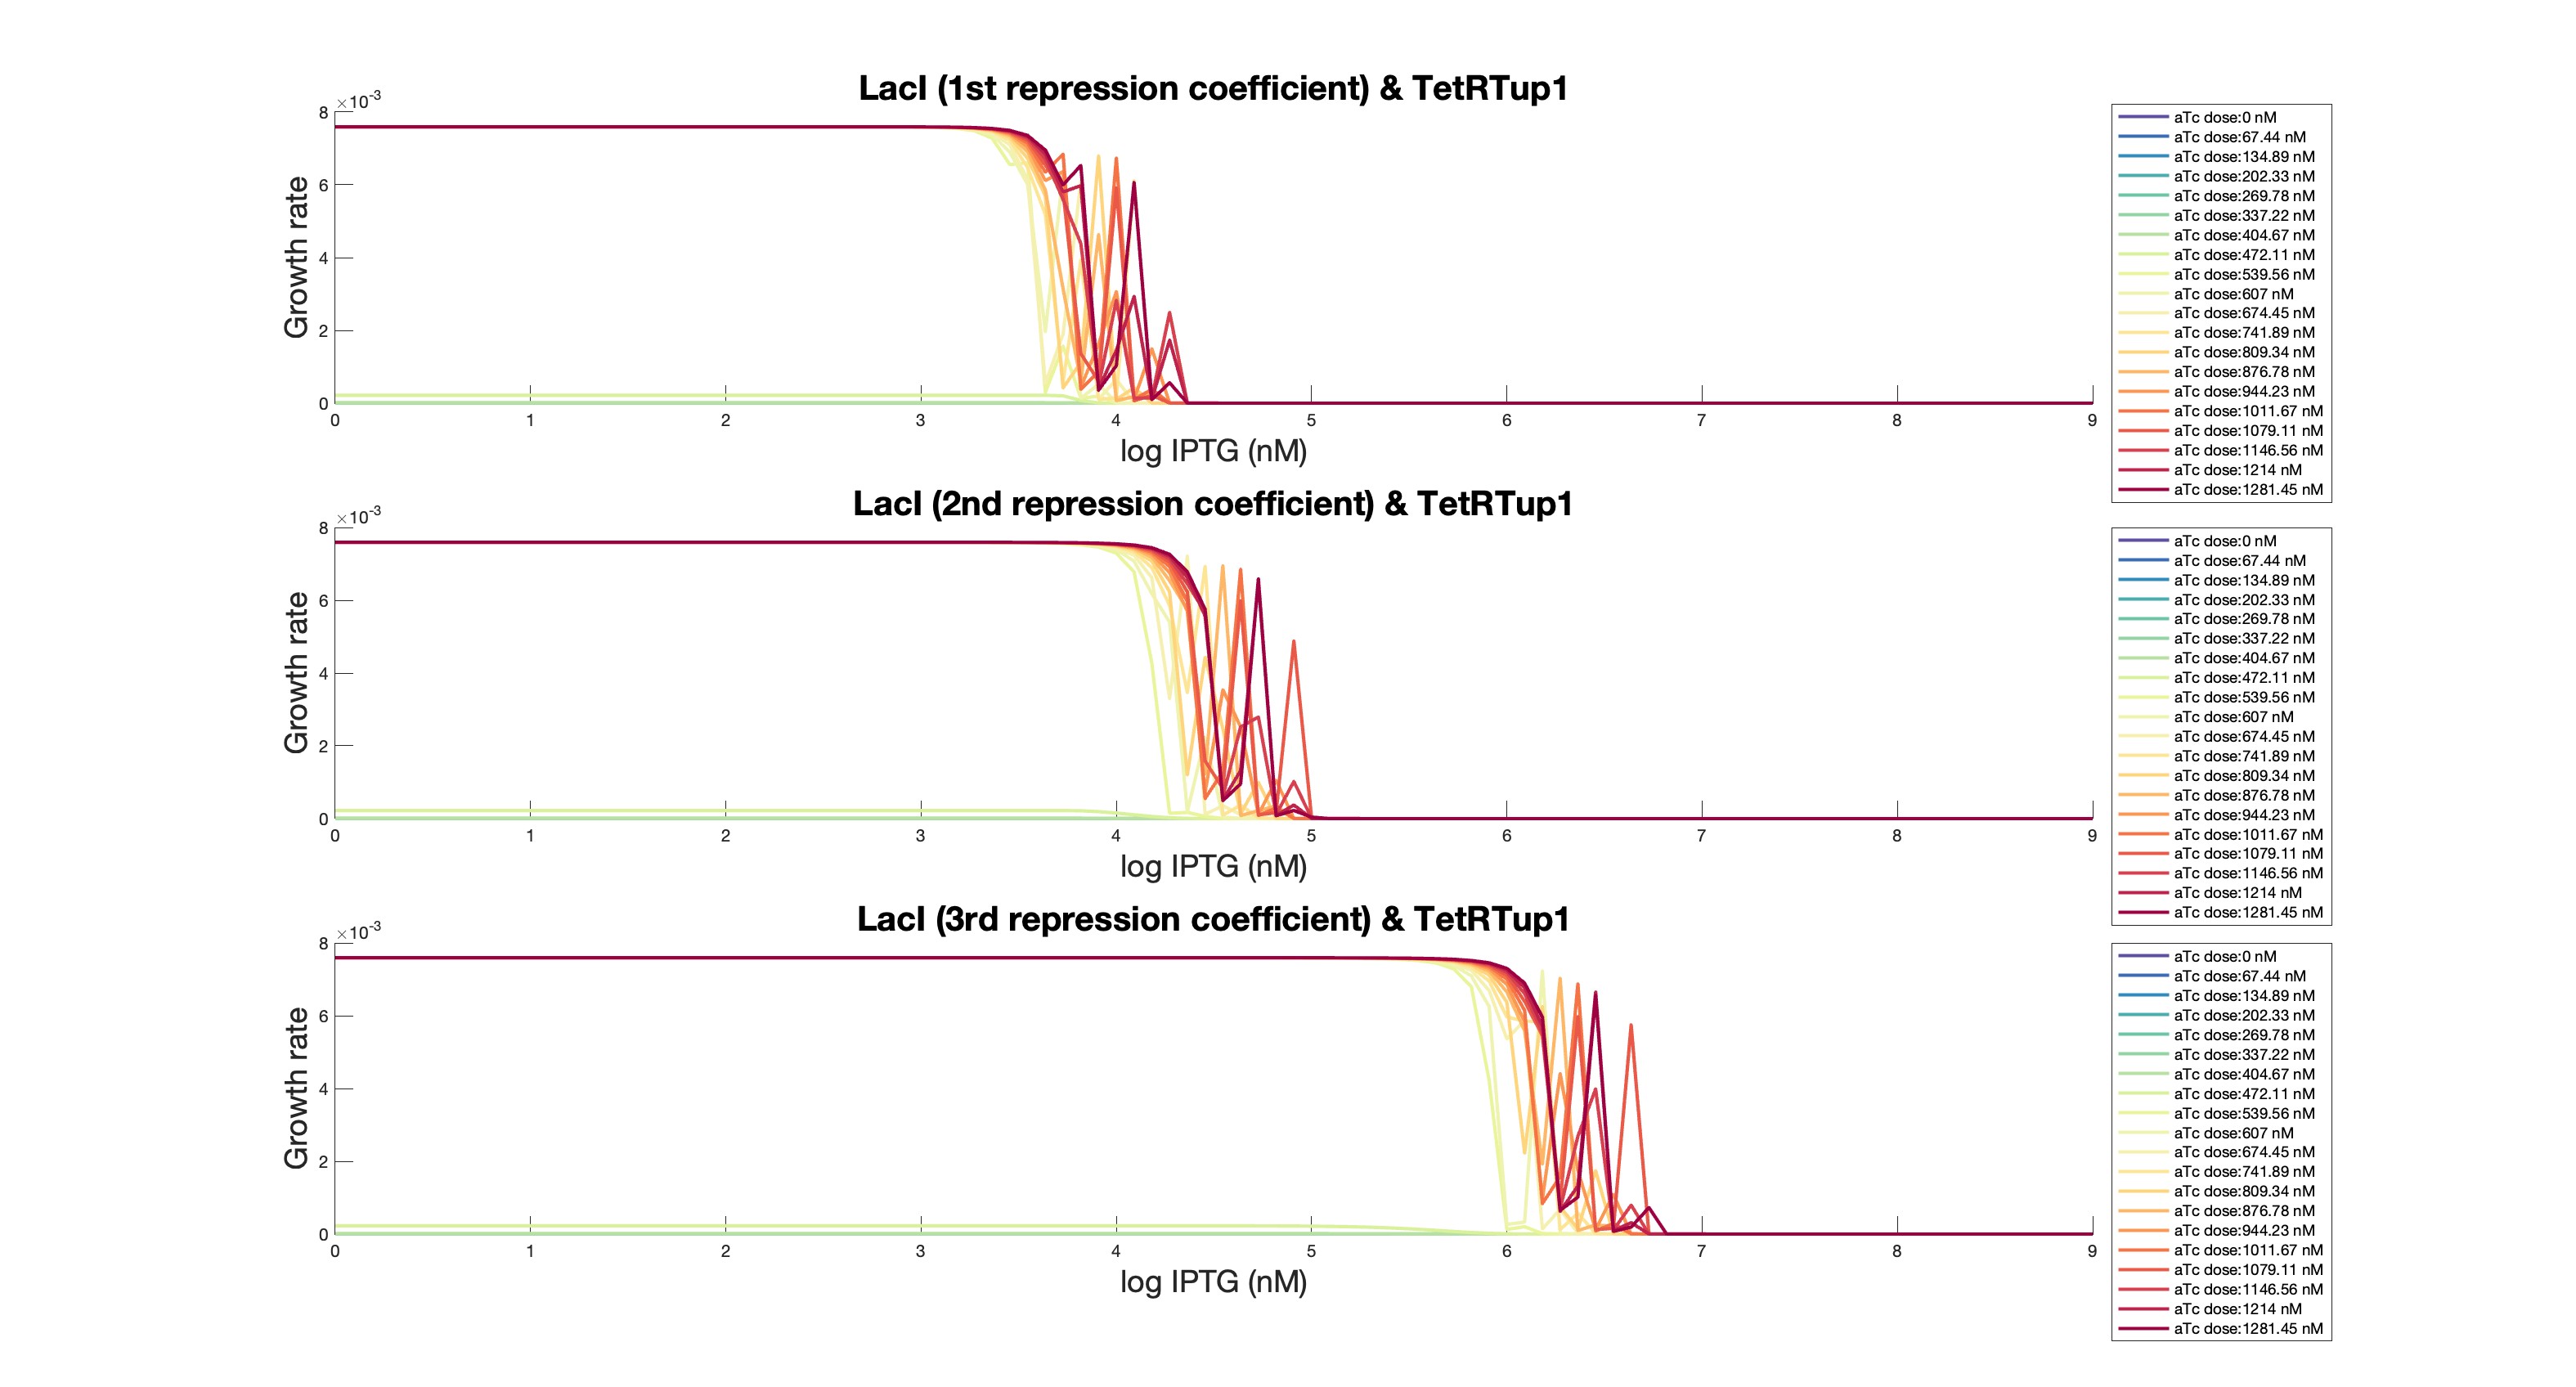 LacI (1st repression coefficient) & TetRTup1
×10-3
8
6
4
2
0
Growth rate
0 1 2 3 4 5 6 7 8 9
log IPTG (nM)
aTc dose:0 nM
aTc dose:67.44 nM
aTc dose:134.89 nM
aTc dose:202.33 nM
aTc dose:269.78 nM
aTc dose:337.22 nM
aTc dose:404.67 nM
aTc dose:472.11 nM
aTc dose:539.56 nM
aTc dose:607 nM
aTc dose:674.45 nM
aTc dose:741.89 nM
aTc dose:809.34 nM
aTc dose:876.78 nM
aTc dose:944.23 nM
aTc dose:1011.67 nM
aTc dose:1079.11 nM
aTc dose:1146.56 nM
aTc dose:1214 nM
aTc dose:1281.45 nM
LacI (2nd repression coefficient) & TetRTup1
×10-3
8
6
4
2
0
Growth rate
0 1 2 3 4 5 6 7 8 9
log IPTG (nM)
aTc dose:0 nM
aTc dose:67.44 nM
aTc dose:134.89 nM
aTc dose:202.33 nM
aTc dose:269.78 nM
aTc dose:337.22 nM
aTc dose:404.67 nM
aTc dose:472.11 nM
aTc dose:539.56 nM
aTc dose:607 nM
aTc dose:674.45 nM
aTc dose:741.89 nM
aTc dose:809.34 nM
aTc dose:876.78 nM
aTc dose:944.23 nM
aTc dose:1011.67 nM
aTc dose:1079.11 nM
aTc dose:1146.56 nM
aTc dose:1214 nM
aTc dose:1281.45 nM
LacI (3rd repression coefficient) & TetRTup1
×10-3
8
6
4
2
0
Growth rate
0 1 2 3 4 5 6 7 8 9
log IPTG (nM)
aTc dose:0 nM
aTc dose:67.44 nM
aTc dose:134.89 nM
aTc dose:202.33 nM
aTc dose:269.78 nM
aTc dose:337.22 nM
aTc dose:404.67 nM
aTc dose:472.11 nM
aTc dose:539.56 nM
aTc dose:607 nM
aTc dose:674.45 nM
aTc dose:741.89 nM
aTc dose:809.34 nM
aTc dose:876.78 nM
aTc dose:944.23 nM
aTc dose:1011.67 nM
aTc dose:1079.11 nM
aTc dose:1146.56 nM
aTc dose:1214 nM
aTc dose:1281.45 nM